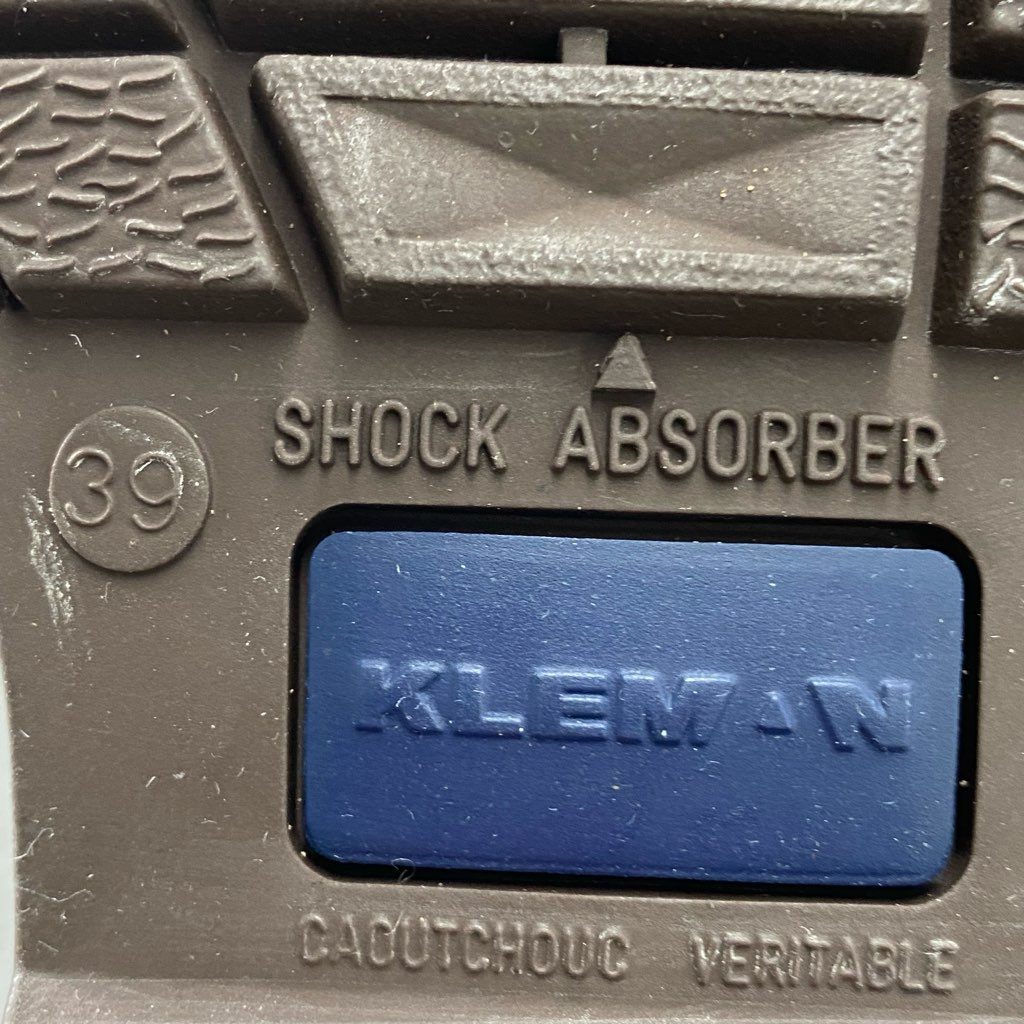 SHOCK ABSORBER
39
KLEMAN
CAOUTCHOUC VERITABLE